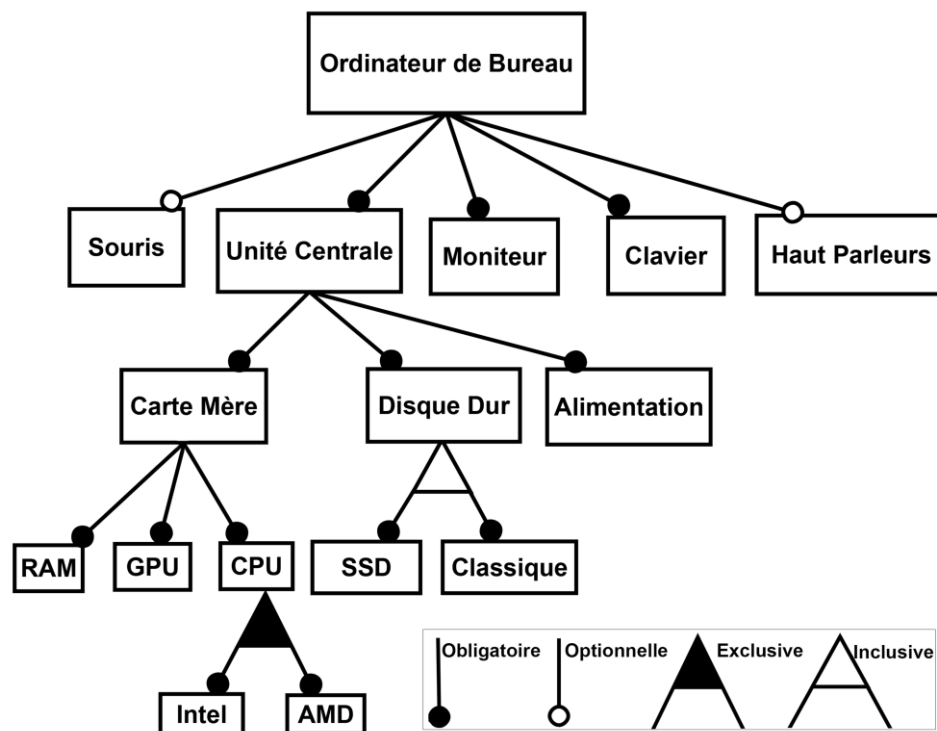 Ordinateur de Bureau
Souris
Unité Centrale
Moniteur
Clavier
Haut Parleurs
Carte Mère
Disque Dur
Alimentation
RAM
GPU
CPU
SSD
Classique
Intel
AMD
Obligatoire
Optionnelle
Exclusive
Inclusive